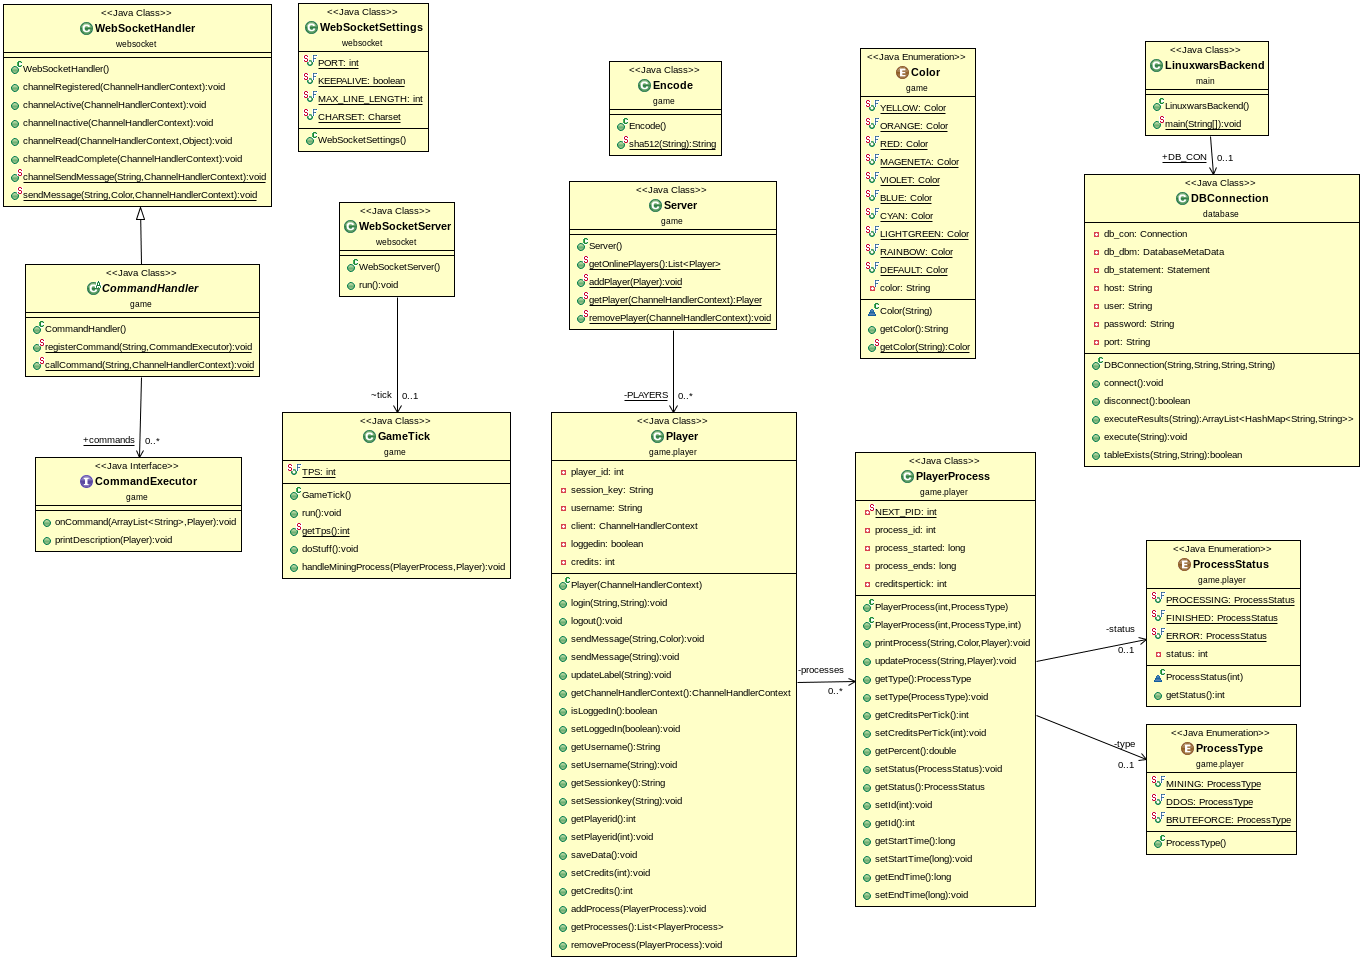 <<Java Class>>
WebSocketHandler
websocket
WebSocketHandler()
channelRegistered(ChannelHandlerContext):void
channelActive(ChannelHandlerContext):void
channelInactive(ChannelHandlerContext):void
channelRead(ChannelHandlerContext,Object):void
channelReadComplete(ChannelHandlerContext):void
channelSendMessage(String,ChannelHandlerContext):void
sendMessage(String,Color,ChannelHandlerContext):void
<<Java Class>>
CommandHandler
game
CommandHandler()
registerCommand(String,CommandExecutor):void
callCommand(String,ChannelHandlerContext):void
+commands
0..*
<<Java Interface>>
CommandExecutor
game
onCommand(ArrayList<String>,Player):void
printDescription(Player):void
<<Java Class>>
WebSocketSettings
websocket
PORT: int
KEEPALIVE: boolean
MAX_LINE_LENGTH: int
CHARSET: Charset
WebSocketSettings()
<<Java Class>>
WebSocketServer
websocket
WebSocketServer()
run():void
~tick
0..1
<<Java Class>>
GameTick
game
TPS: int
GameTick()
run():void
getTps():int
doStuff():void
handleMiningProcess(PlayerProcess,Player):void
<<Java Class>>
Encode
game
Encode()
sha512(String):String
<<Java Class>>
Server
game
Server()
getOnlinePlayers():List<Player>
addPlayer(Player):void
getPlayer(ChannelHandlerContext):Player
removePlayer(ChannelHandlerContext):void
-PLAYERS
0..*
<<Java Class>>
Player
game.player
player_id: int
session_key: String
username: String
client: ChannelHandlerContext
loggedin: boolean
credits: int
Player(ChannelHandlerContext)
login(String,String):void
logout():void
sendMessage(String,Color):void
sendMessage(String):void
updateLabel(String):void
getChannelHandlerContext():ChannelHandlerContext
isLoggedIn():boolean
setLoggedIn(boolean):void
getUsername():String
setUsername(String):void
getSessionkey():String
setSessionkey(String):void
getPlayerid():int
setPlayerid(int):void
saveData():void
setCredits(int):void
getCredits():int
addProcess(PlayerProcess):void
getProcesses():List<PlayerProcess>
removeProcess(PlayerProcess):void
-processes
0..*
<<Java Enumeration>>
Color
game
YELLOW: Color
ORANGE: Color
RED: Color
MAGENETA: Color
VIOLET: Color
BLUE: Color
CYAN: Color
LIGHTGREEN: Color
RAINBOW: Color
DEFAULT: Color
color: String
Color(String)
getColor():String
getColor(String):Color
<<Java Class>>
PlayerProcess
game.player
NEXT_PID: int
process_id: int
process_started: long
process_ends: long
creditspertick: int
PlayerProcess(int,ProcessType)
PlayerProcess(int,ProcessType,int)
printProcess(String,Color,Player):void
updateProcess(String,Player):void
getType():ProcessType
setType(ProcessType):void
getCreditsPerTick():int
setCreditsPerTick(int):void
getPercent():double
setStatus(ProcessStatus):void
getStatus():ProcessStatus
setId(int):void
getId():int
getStartTime():long
setStartTime(long):void
getEndTime():long
setEndTime(long):void
<<Java Class>>
LinuxwarsBackend
main
LinuxwarsBackend()
main(String[]):void
+DB_CON
0..1
<<Java Class>>
DBConnection
database
db_con: Connection
db_dbm: DatabaseMetaData
db_statement: Statement
host: String
user: String
password: String
port: String
DBConnection(String,String,String,String)
connect():void
disconnect():boolean
executeResults(String):ArrayList<HashMap<String,String>>
execute(String):void
tableExists(String,String):boolean
-status
0..1
<<Java Enumeration>>
ProcessStatus
game.player
PROCESSING: ProcessStatus
FINISHED: ProcessStatus
ERROR: ProcessStatus
status: int
ProcessStatus(int)
getStatus():int
-type
0..1
<<Java Enumeration>>
ProcessType
game.player
MINING: ProcessType
DDOS: ProcessType
BRUTEFORCE: ProcessType
ProcessType()